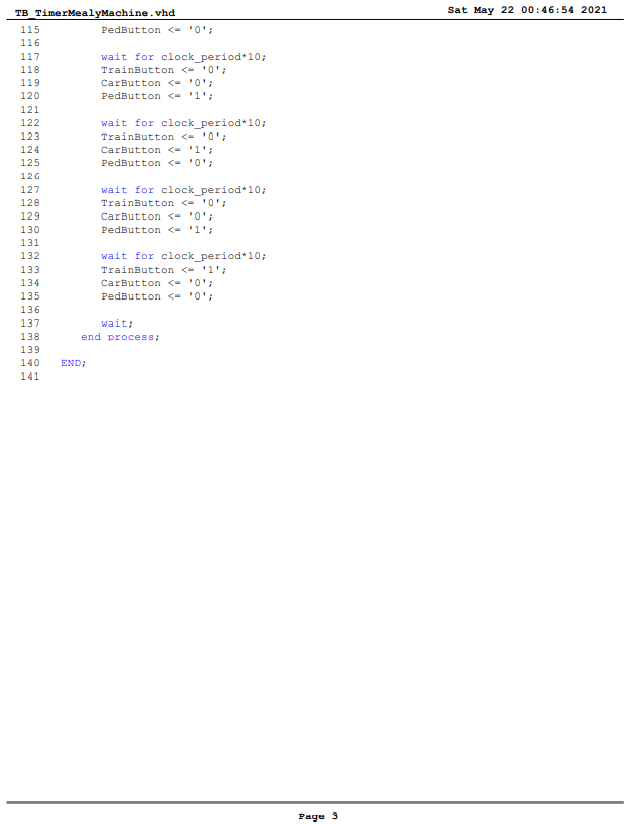 TB_TimerMealyMachine.vhd Sat May 22 00:46:54 2021
115 PedButton <= '0';
116
117 wait for clock_period*10;
118 TrainButton <= '0';
119 CarButton <= '0';
120 PedButton <= '1';
121
122 wait for clock_period*10;
123 TrainButton <= '0';
124 CarButton <= '1';
125 PedButton <= '0';
126
127 wait for clock_period*10;
128 TrainButton <= '0';
129 CarButton <= '0';
130 PedButton <= '1';
131
132 wait for clock_period*10;
133 TrainButton <= '1';
134 CarButton <= '0';
135 PedButton <= '0';
136
137 wait;
138 end process;
139
140 END;
141
Page 3